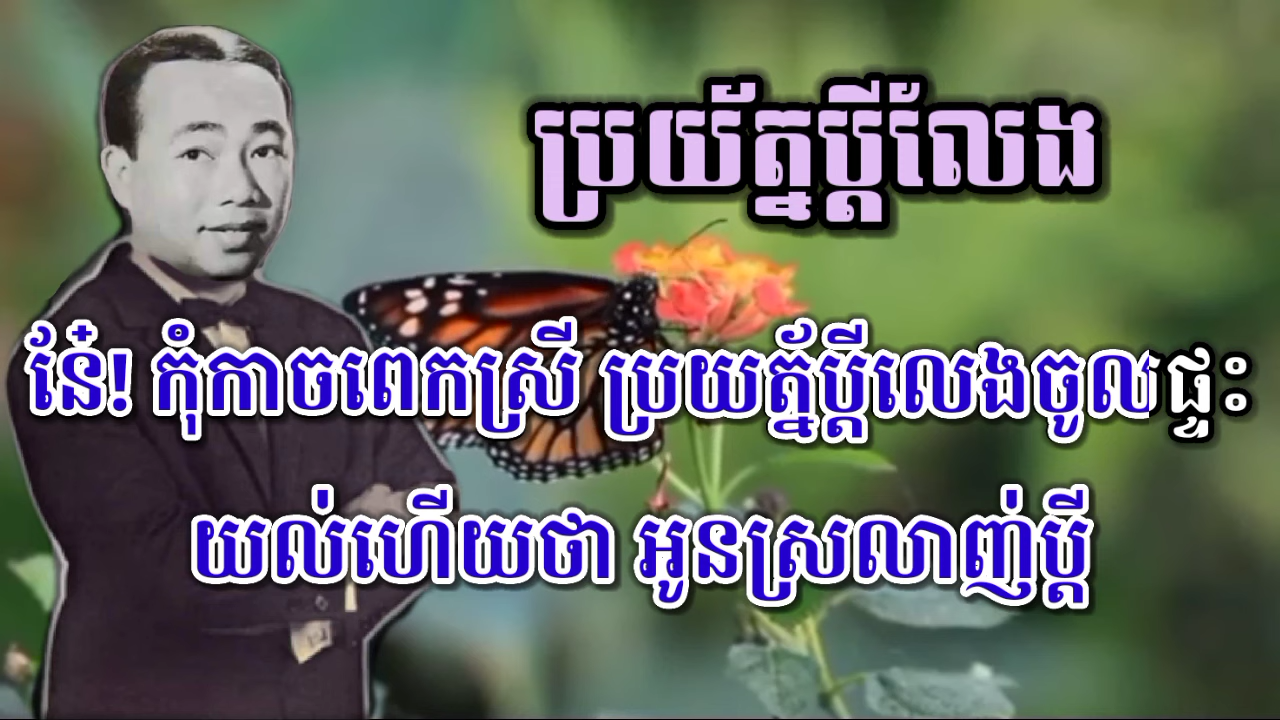 ប្រយ័ត្នប្ដីលែង
នែ៎! កុំកាចពេកស្រី ប្រយត្ន័ប្ដីលេងចូលផ្ទះ
យល់ហើយថា អូនស្រលាញ់ប្ដី